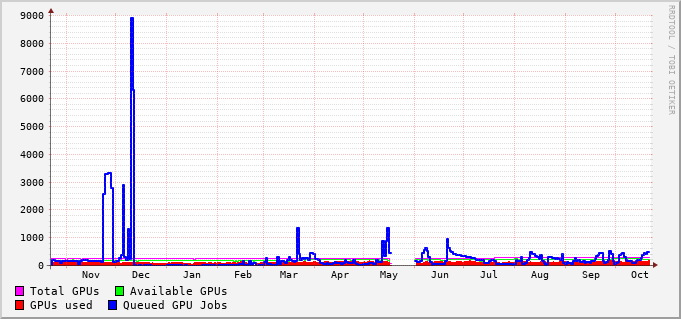 9000
8000
7000
6000
5000
4000
3000
2000
1000
0
Nov Dec Jan Feb Mar Apr May Jun Jul Aug Sep Oct
Total GPUs Available GPUs
GPUs used Queued GPU Jobs
RRDTOOL / TOBI OETIKER